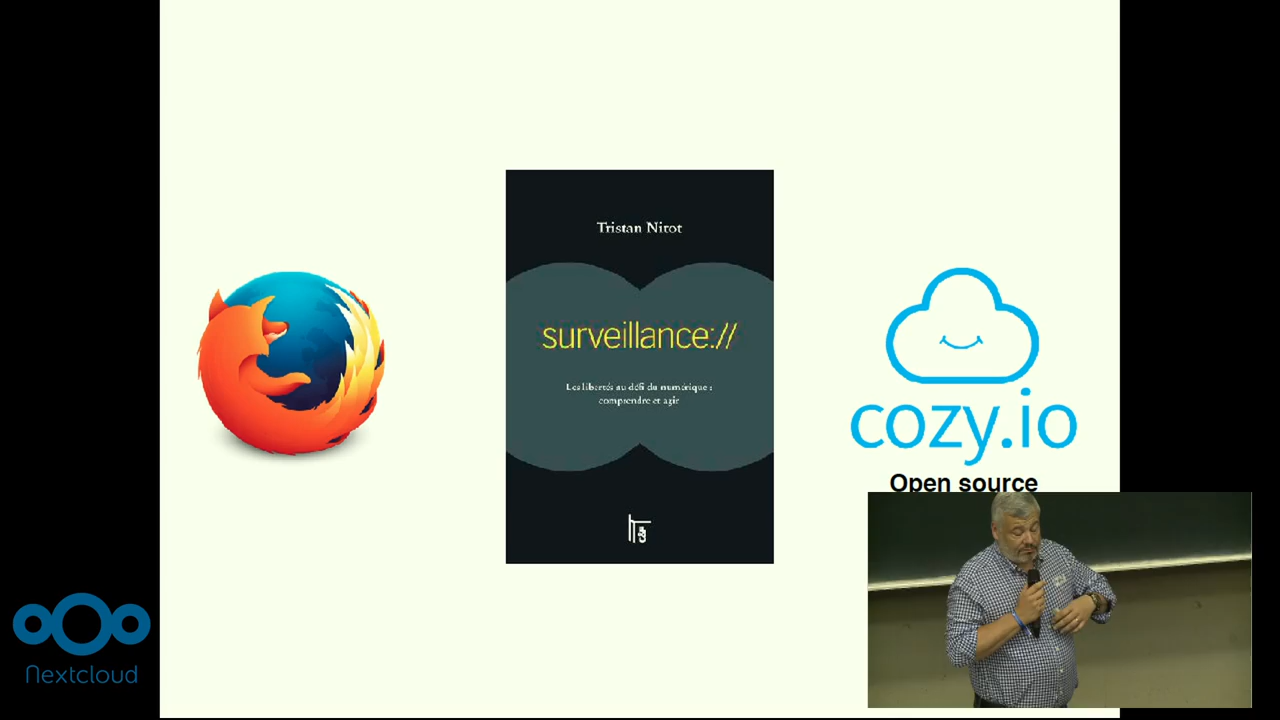 Tristan Nitot
surveillance://
Les libertés au défi du numérique :
comprendre et agir
cozy.io
Open source
Nextcloud